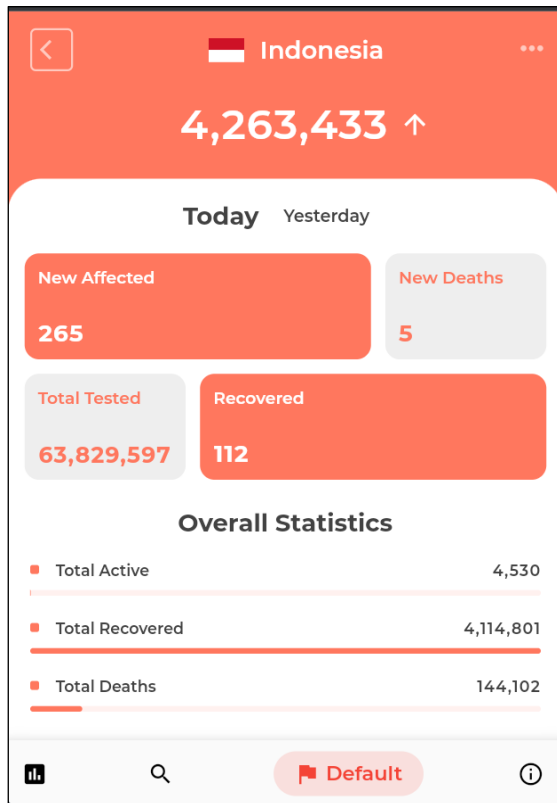 Indonesia
4,263,433
Today Yesterday
New Affected
265
New Deaths
5
Total Tested
63,829,597
Recovered
112
Overall Statistics
Total Active 4,530
Total Recovered 4,114,801
Total Deaths 144,102
Default